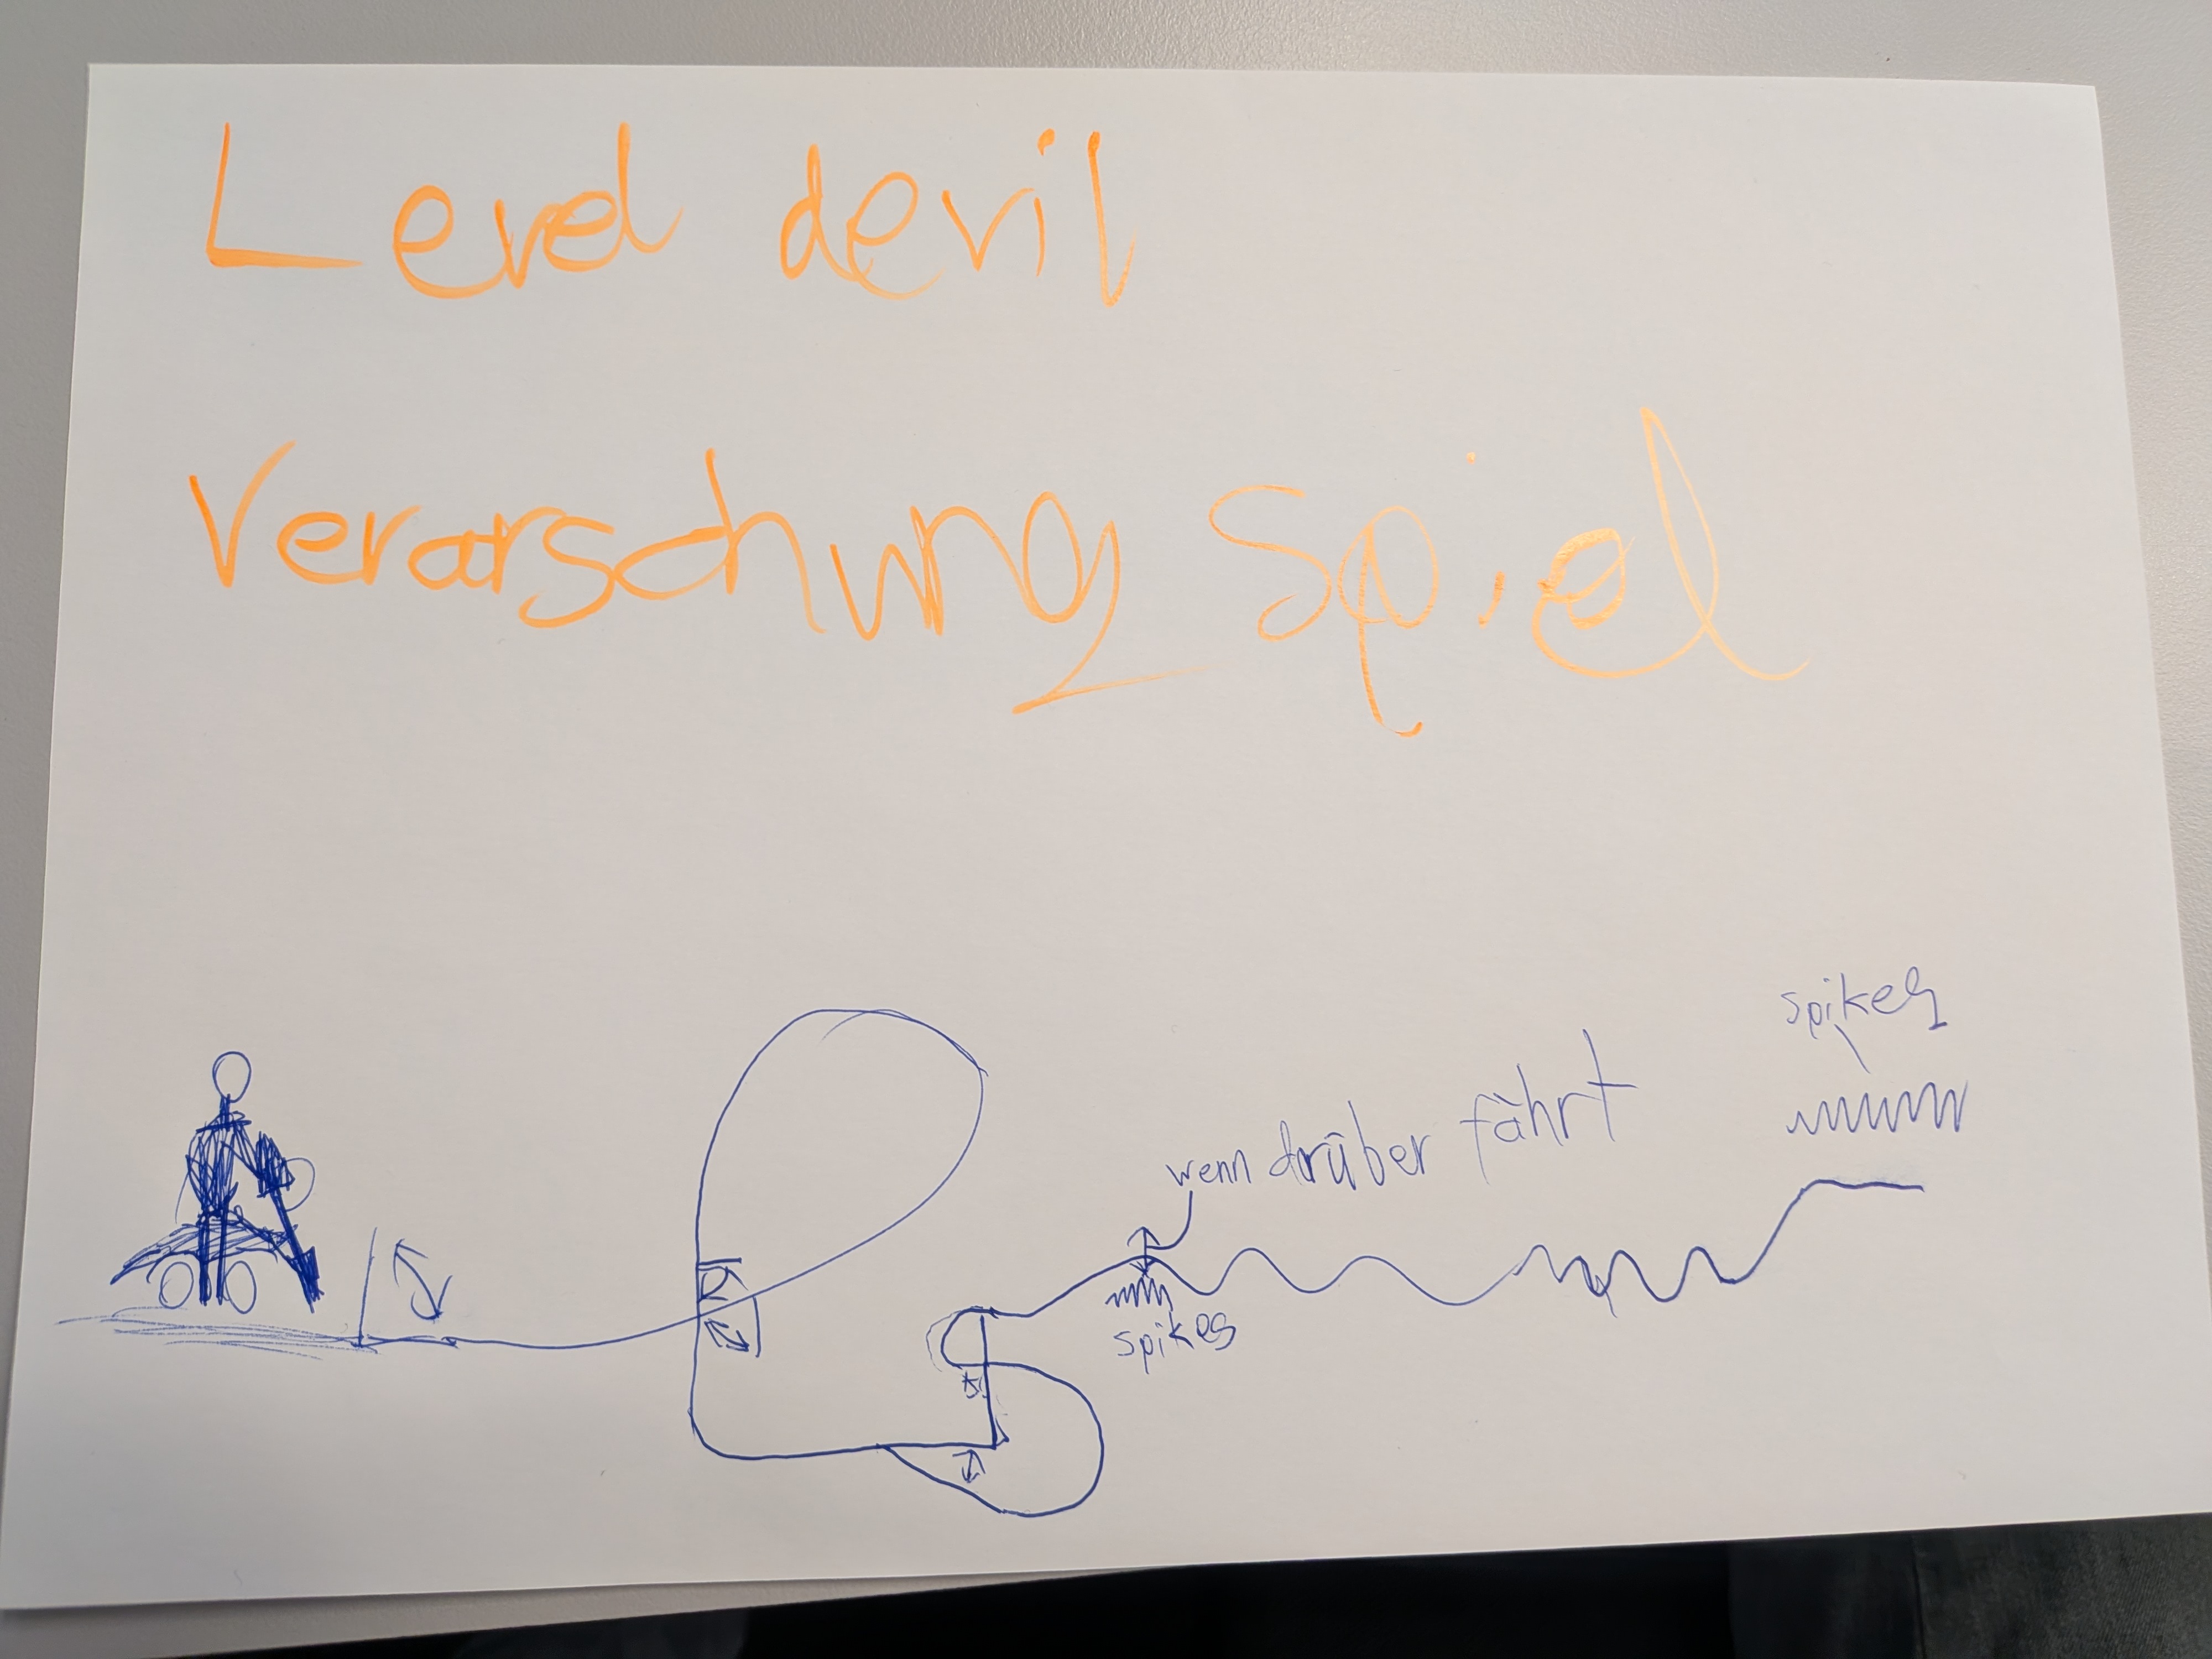 Level devil
Verarschung Spiel
spikes
wenn drüber fährt
spikes